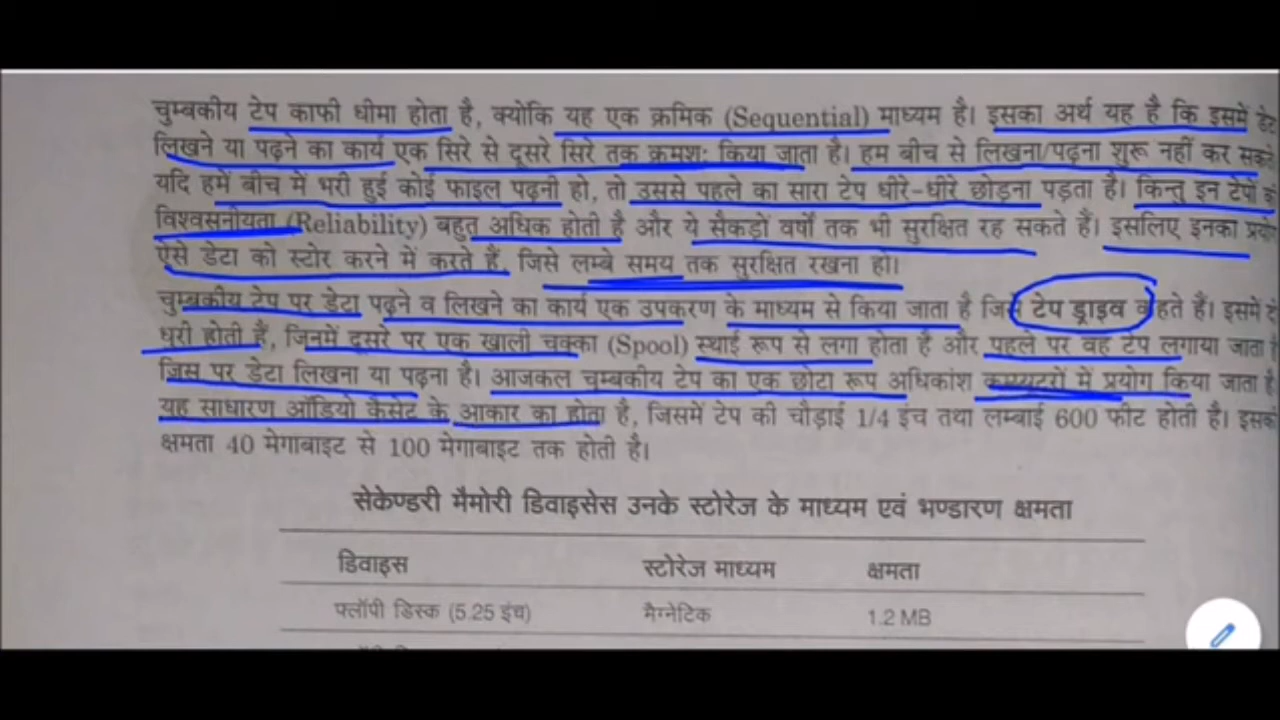 चुम्बकीय टेप काफी धीमा होता है, क्योकि यह एक क्रमिक (Sequential) माध्यम है। इसका अर्थ यह है कि इसमें
लिखने या पढ़ने का कार्य एक सिरे से दूसरे सिरे तक क्रमशः किया जाता है। हम बीच से लिखना/पढ़ना शुरू नहीं कर
यदि हमें बीच में भरी हुई कोई फाइल पढ़नी हो, तो उससे पहले का सारा टेप धीरे-धीरे छोड़ना पड़ता है। किन्तु इन टेपों
विश्वसनीयता (Reliability) बहुत अधिक होती है और ये सैकड़ों वर्षों तक भी सुरक्षित रह सकते हैं। इसलिए इनका
ऐसे डेटा को स्टोर करने में करते हैं, जिसे लम्बे समय तक सुरक्षित रखना हो।
चुम्बकीय टेप पर डेटा पढ़ने व लिखने का कार्य एक उपकरण के माध्यम से किया जाता है जिसे टेप ड्राइव कहते हैं। इसमें
धुरी होती हैं, जिनमें दूसरे पर एक खाली चक्का (Spool) स्थाई रूप से लगा होता है और पहले पर वह टेप लगाया जाता
जिस पर डेटा लिखना या पढ़ना है। आजकल चुम्बकीय टेप का एक छोटा रूप अधिकांश कम्प्यूटरों में प्रयोग किया जाता
यह साधारण ऑडियो कैसेट के आकार का होता है, जिसमें टेप की चौड़ाई 1/4 इंच तथा लम्बाई 600 फीट होती है।
क्षमता 40 मेगाबाइट से 100 मेगाबाइट तक होती है।
सेकेण्डरी मैमोरी डिवाइसेस उनके स्टोरेज के माध्यम एवं भण्डारण क्षमता
डिवाइस स्टोरेज माध्यम क्षमता
फ्लॉपी डिस्क (5.25 इंच) मैग्नेटिक 1.2 MB